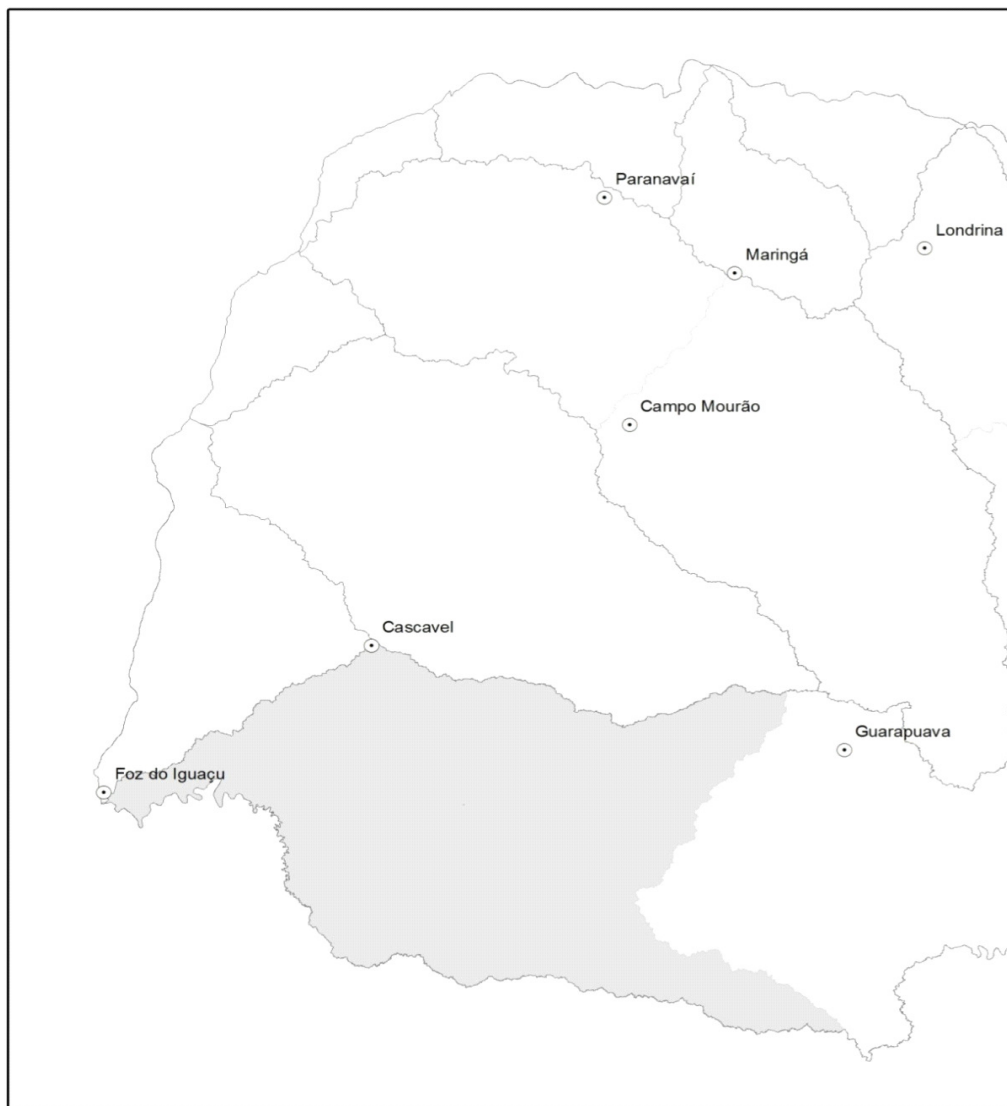 Paranavaí
Londrina
Maringá
Campo Mourão
Cascavel
Guarapuava
Foz do Iguaçu